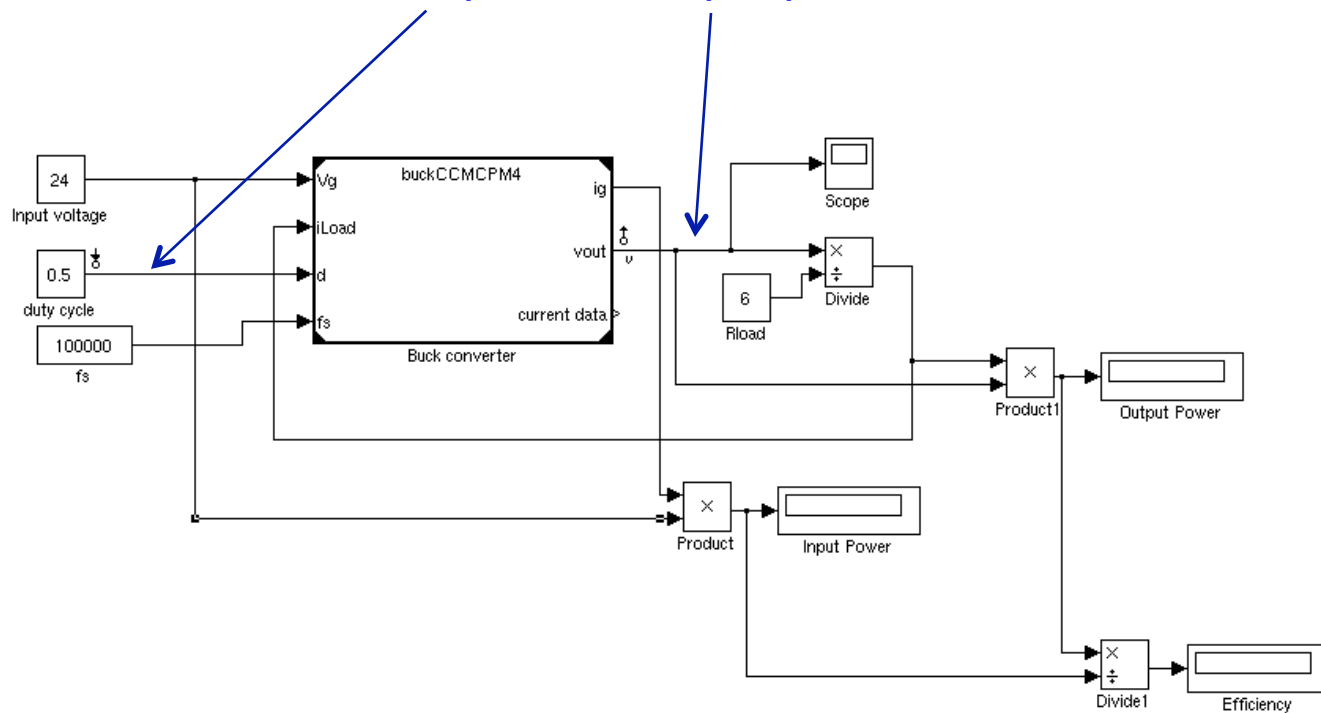 24
Input voltage
0.5
duty cycle
100000
fs
buckCCMCPM4
Vg
iLoad
d
fs
ig
vout
current data
Buck converter
v
Scope
×
÷
Divide
6
Rload
×
Product1
Output Power
×
Product
Input Power
×
÷
Divide1
Efficiency